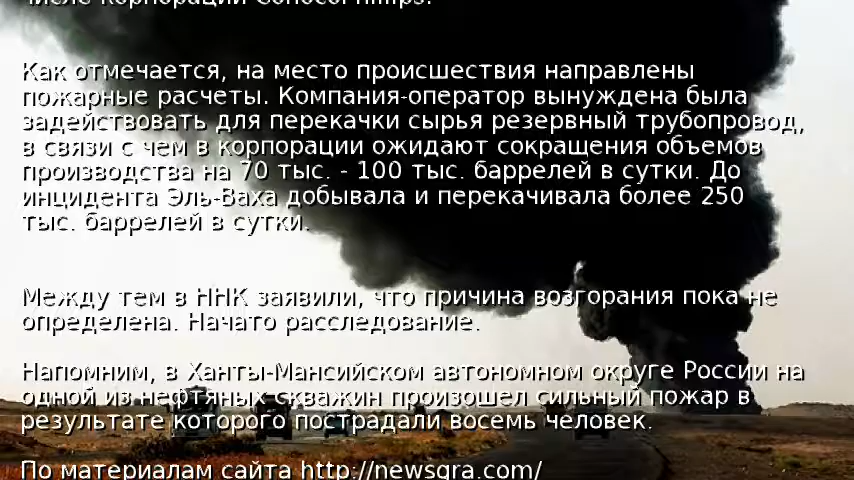 числе корпорации ConocoPhillips.
Как отмечается, на место происшествия направлены
пожарные расчеты. Компания-оператор вынуждена была
задействовать для перекачки сырья резервный трубопровод,
в связи с чем в корпорации ожидают сокращения объемов
производства на 70 тыс. - 100 тыс. баррелей в сутки. До
инцидента Эль-Ваха добывала и перекачивала более 250
тыс. баррелей в сутки.
Между тем в ННК заявили, что причина возгорания пока не
определена. Начато расследование.
Напомним, в Ханты-Мансийском автономном округе России на
одной из нефтяных скважин произошел сильный пожар в
результате которого пострадали восемь человек.
По материалам сайта http://newsgra.com/